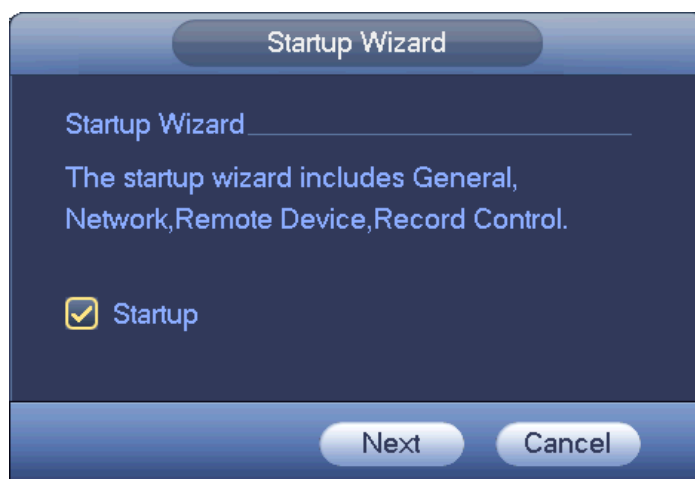 Startup Wizard
Startup Wizard
The startup wizard includes General,
Network,Remote Device,Record Control.
Startup
Next Cancel